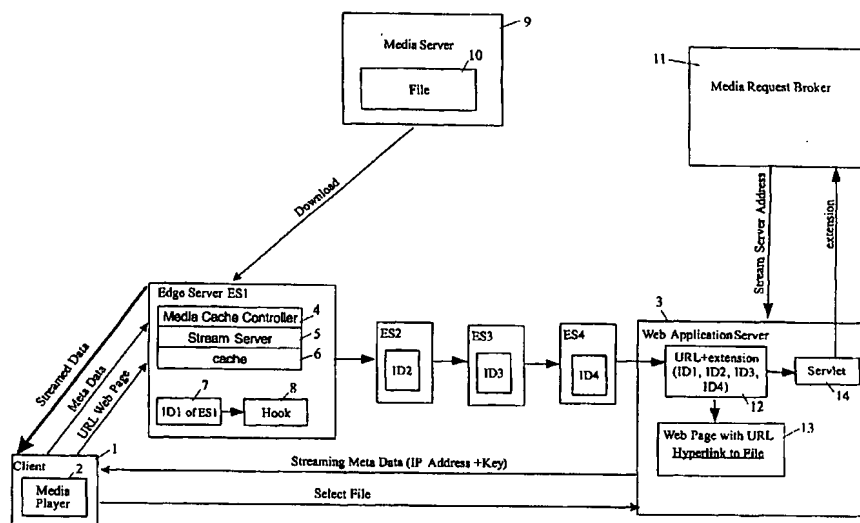 9
Media Server
10
File
11
Media Request Broker
Download
Stream Server Address
extension
Edge Server ES1
Media Cache Controller
4
Stream Server
5
cache
6
7
ID1 of ES1
8
Hook
ES2
ID2
ES3
ID3
ES4
ID4
3
Web Application Server
URL+extension
(ID1, ID2, ID3,
ID4)
12
Servlet
14
Web Page with URL
Hyperlink to File
13
Streamed Data
Meta Data
URL Web Page
1
Client
2
Media
Player
Streaming Meta Data (IP Address +Key)
Select File